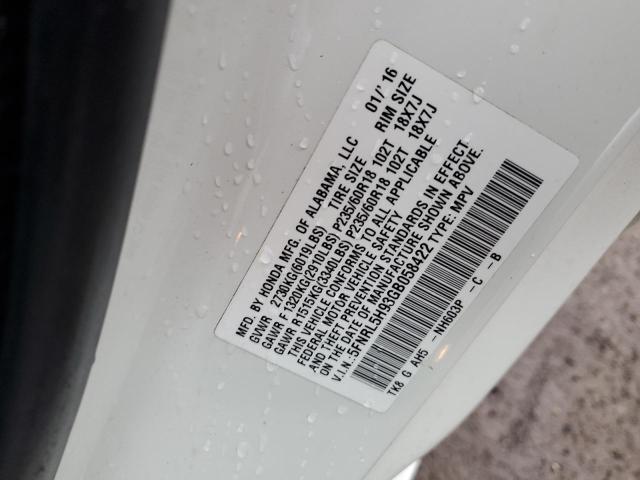 MFD. BY HONDA MFG. OF ALABAMA, LLC 01/ 16
GVWR 2730KG(6019LBS) TIRE SIZE RIM SIZE
GAWR F 1320KG(2910LBS) P235/60R18 102T 18X7J
GAWR R 1515KG(3340LBS) P235/60R18 102T 18X7J
THIS VEHICLE CONFORMS TO ALL APPLICABLE
FEDERAL MOTOR VEHICLE SAFETY
AND THEFT PREVENTION STANDARDS IN EFFECT
ON THE DATE OF MANUFACTURE SHOWN ABOVE.
V.I.N. 5FNRL5H93GB058422 TYPE: MPV
TK8 G AH5 -NH603P -C -B